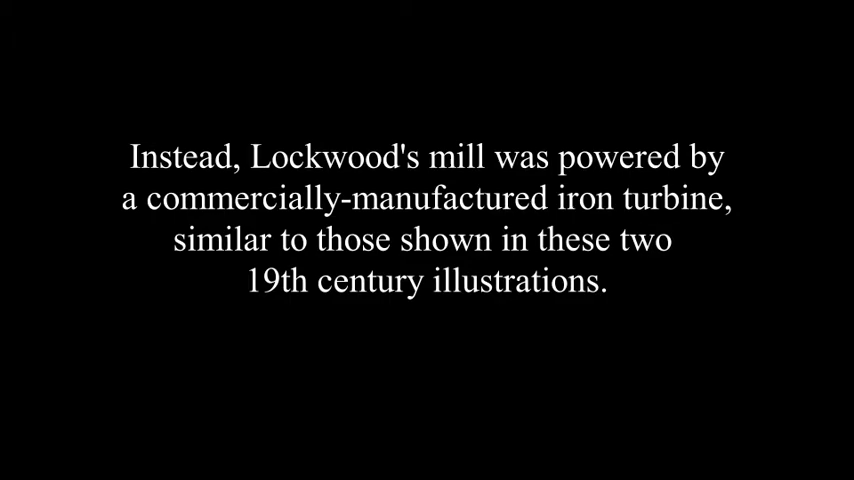 Instead, Lockwood's mill was powered by
a commercially-manufactured iron turbine,
similar to those shown in these two
19th century illustrations.